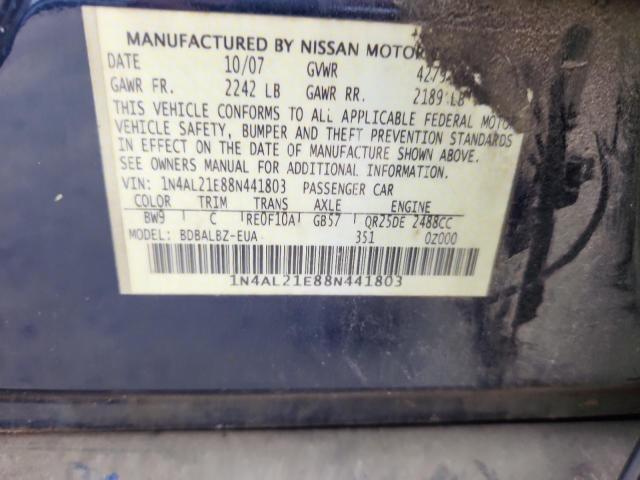 MANUFACTURED BY NISSAN MOTOR
DATE 10/07 GVWR
GAWR FR. 2242 LB GAWR RR. 2189 LB
THIS VEHICLE CONFORMS TO ALL APPLICABLE FEDERAL MOTOR
VEHICLE SAFETY, BUMPER AND THEFT PREVENTION STANDARDS
IN EFFECT ON THE DATE OF MANUFACTURE SHOWN ABOVE.
SEE OWNERS MANUAL FOR ADDITIONAL INFORMATION.
VIN: 1N4AL21E88N441803 PASSENGER CAR
COLOR TRIM TRANS AXLE ENGINE
BW9 C RE0F10A GB57 QR25DE 2488CC
MODEL: BDBALBZ-EUA 3S1 0Z000
1N4AL21E88N441803